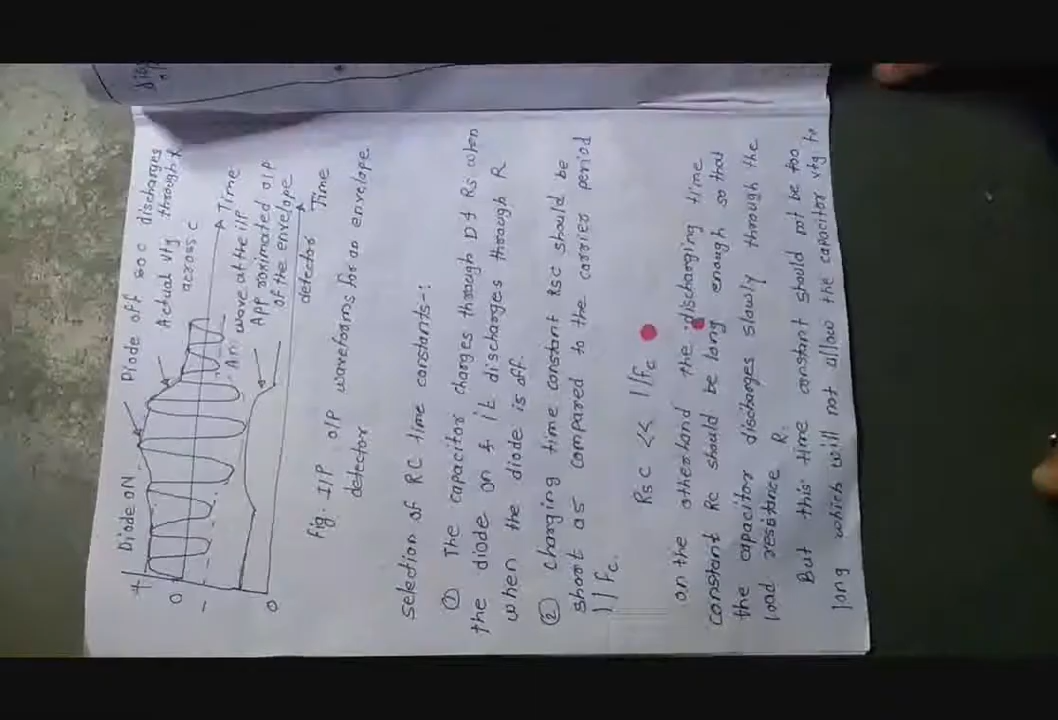 Diode ON
Diode off so c discharges
through R
Actual vtg
across c
+
0
-
Time
Am wave at the i/P
APP roximated o/P
of the envelope
detector
0
Time
fig. I/P o/P waveforms for an envelope
detector
selection of RC time constants-:
① The capacitor charges through D & Rs when
the diode on & it discharges through R
when the diode is off.
② charging time constant Rsc should be
short as compared to the carrier period
1/fc.
Rsc << 1/fc
on the otherhand the discharging time
constant Rc should be long enough so that
the capacitor discharges slowly through the
load resistance R.
But this time constant should not be too
long which will not allow the capacitor vtg to